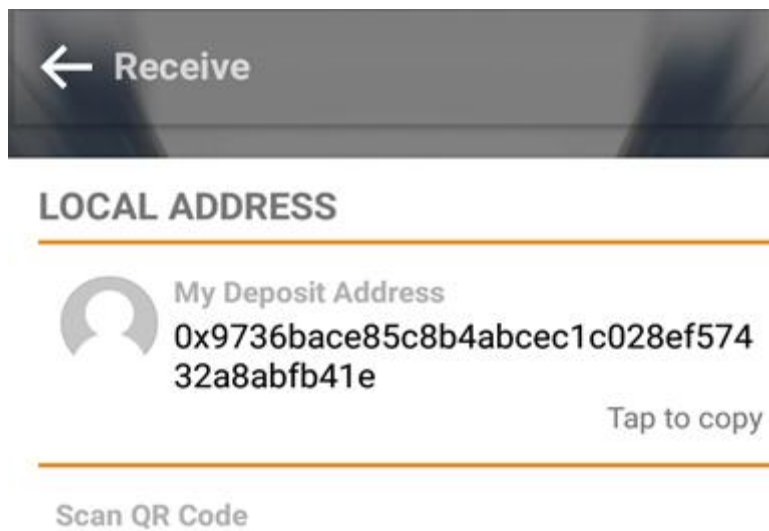 Receive
LOCAL ADDRESS
My Deposit Address
0x9736bace85c8b4abcec1c028ef574
32a8abfb41e
Tap to copy
Scan QR Code